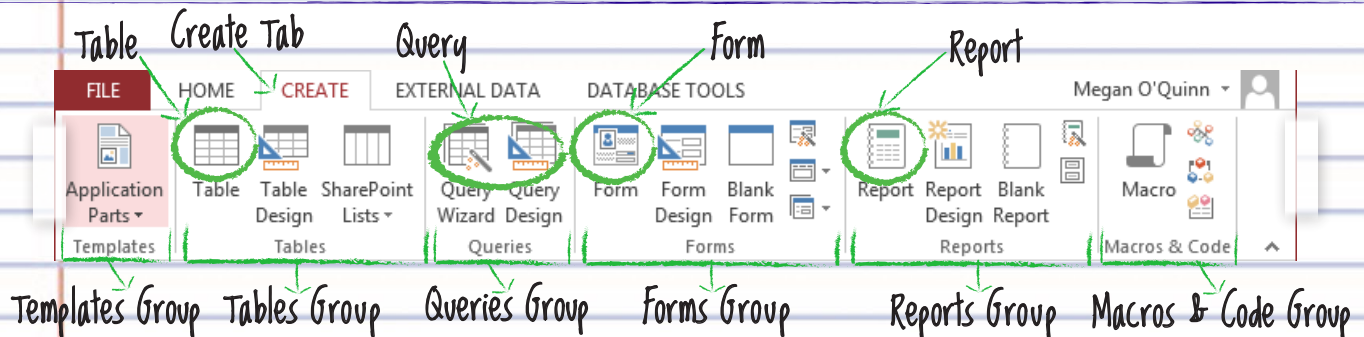 Table Create Tab Query Form Report
FILE HOME CREATE EXTERNAL DATA DATABASE TOOLS Megan O'Quinn
Application Parts
Table
Table Design
SharePoint Lists
Query Wizard
Query Design
Form
Form Design
Blank Form
Report
Report Design
Blank Report
Macro
Templates Tables Queries Forms Reports Macros & Code
Templates Group Tables Group Queries Group Forms Group Reports Group Macros & Code Group